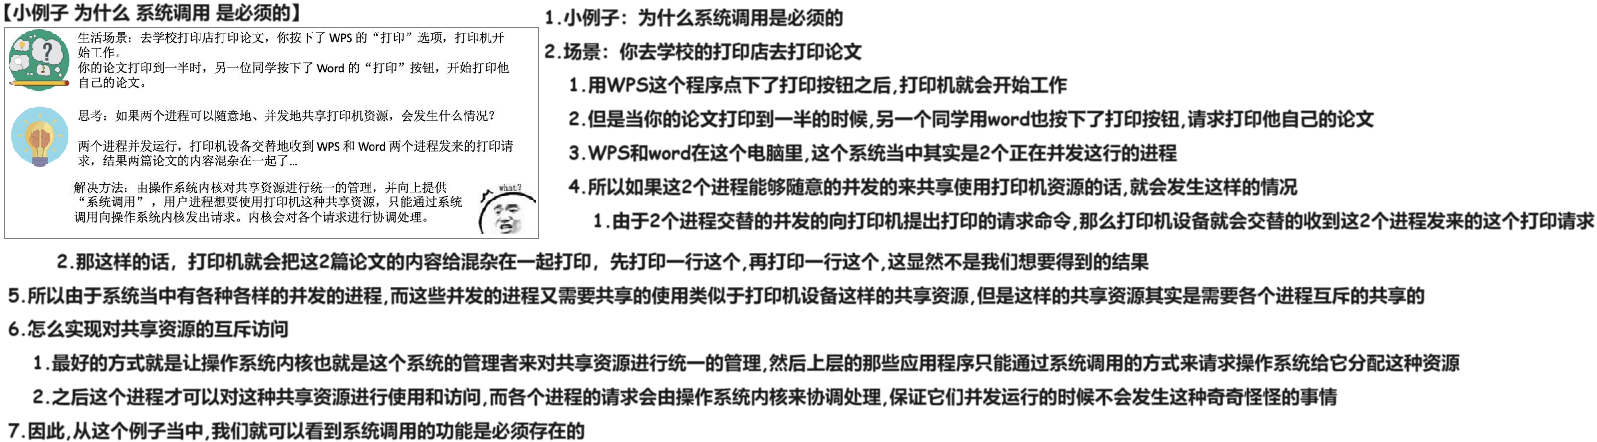 【小例子 为什么 系统调用 是必须的】
生活场景：去学校打印店打印论文，你按下了 WPS 的“打印”选项，打印机开
始工作。
你的论文打印到一半时，另一位同学按下了 Word 的“打印”按钮，开始打印他
自己的论文。
思考：如果两个进程可以随意地、并发地共享打印机资源，会发生什么情况？
两个进程并发运行，打印机设备交替地收到 WPS 和 Word 两个进程发来的打印请
求，结果两篇论文的内容混杂在一起了...
解决方法：由操作系统内核对共享资源进行统一的管理，并向上提供
“系统调用”，用户进程想要使用打印机这种共享资源，只能通过系统
调用向操作系统内核发出请求。内核会对各个请求进行协调处理。
what?
1.小例子：为什么系统调用是必须的
2.场景：你去学校的打印店去打印论文
1.用WPS这个程序点下了打印按钮之后,打印机就会开始工作
2.但是当你的论文打印到一半的时候,另一个同学用word也按下了打印按钮,请求打印他自己的论文
3.WPS和word在这个电脑里,这个系统当中其实是2个正在并发这行的进程
4.所以如果这2个进程能够随意的并发的来共享使用打印机资源的话,就会发生这样的情况
1.由于2个进程交替的并发的向打印机提出打印的请求命令,那么打印机设备就会交替的收到这2个进程发来的这个打印请求
2.那这样的话，打印机就会把这2篇论文的内容给混杂在一起打印，先打印一行这个,再打印一行这个,这显然不是我们想要得到的结果
5.所以由于系统当中有各种各样的并发的进程,而这些并发的进程又需要共享的使用类似于打印机设备这样的共享资源,但是这样的共享资源其实是需要各个进程互斥的共享的
6.怎么实现对共享资源的互斥访问
1.最好的方式就是让操作系统内核也就是这个系统的管理者来对共享资源进行统一的管理,然后上层的那些应用程序只能通过系统调用的方式来请求操作系统给它分配这种资源
2.之后这个进程才可以对这种共享资源进行使用和访问,而各个进程的请求会由操作系统内核来协调处理,保证它们并发运行的时候不会发生这种奇奇怪怪的事情
7.因此,从这个例子当中,我们就可以看到系统调用的功能是必须存在的